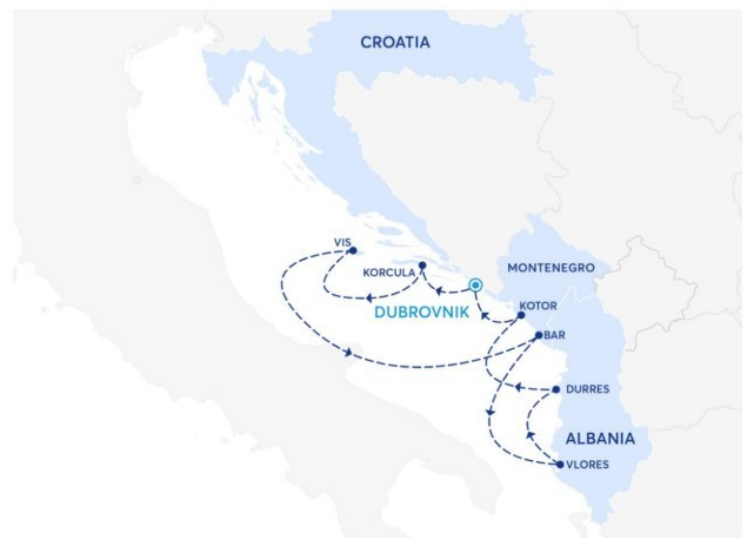 CROATIA
VIS
KORCULA
MONTENEGRO
DUBROVNIK
KOTOR
BAR
DURRES
ALBANIA
VLORES